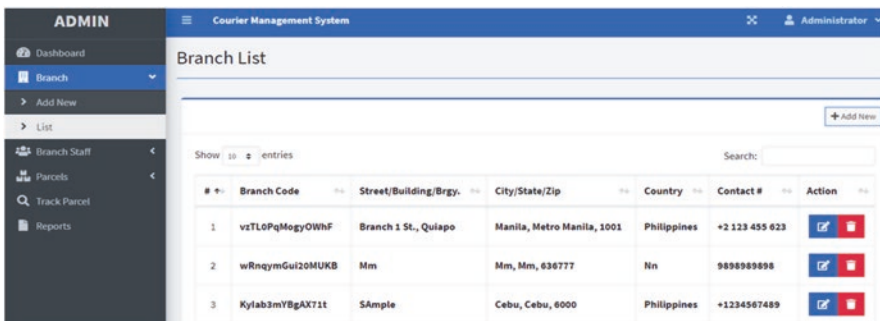 ADMIN
Courier Management System
Administrator
Dashboard
Branch
Add New
List
Branch Staff
Parcels
Track Parcel
Reports
Branch List
+ Add New
Show 10 entries
Search:
# Branch Code Street/Building/Brgy. City/State/Zip Country Contact # Action
1 vzTL0PqMogyOWhF Branch 1 St., Quiapo Manila, Metro Manila, 1001 Philippines +2 123 455 623
2 wRnqymGui20MUKB Mm Mm, Mm, 636777 Nn 9898989898
3 KyIab3mYBgAX71t SAmple Cebu, Cebu, 6000 Philippines +1234567489